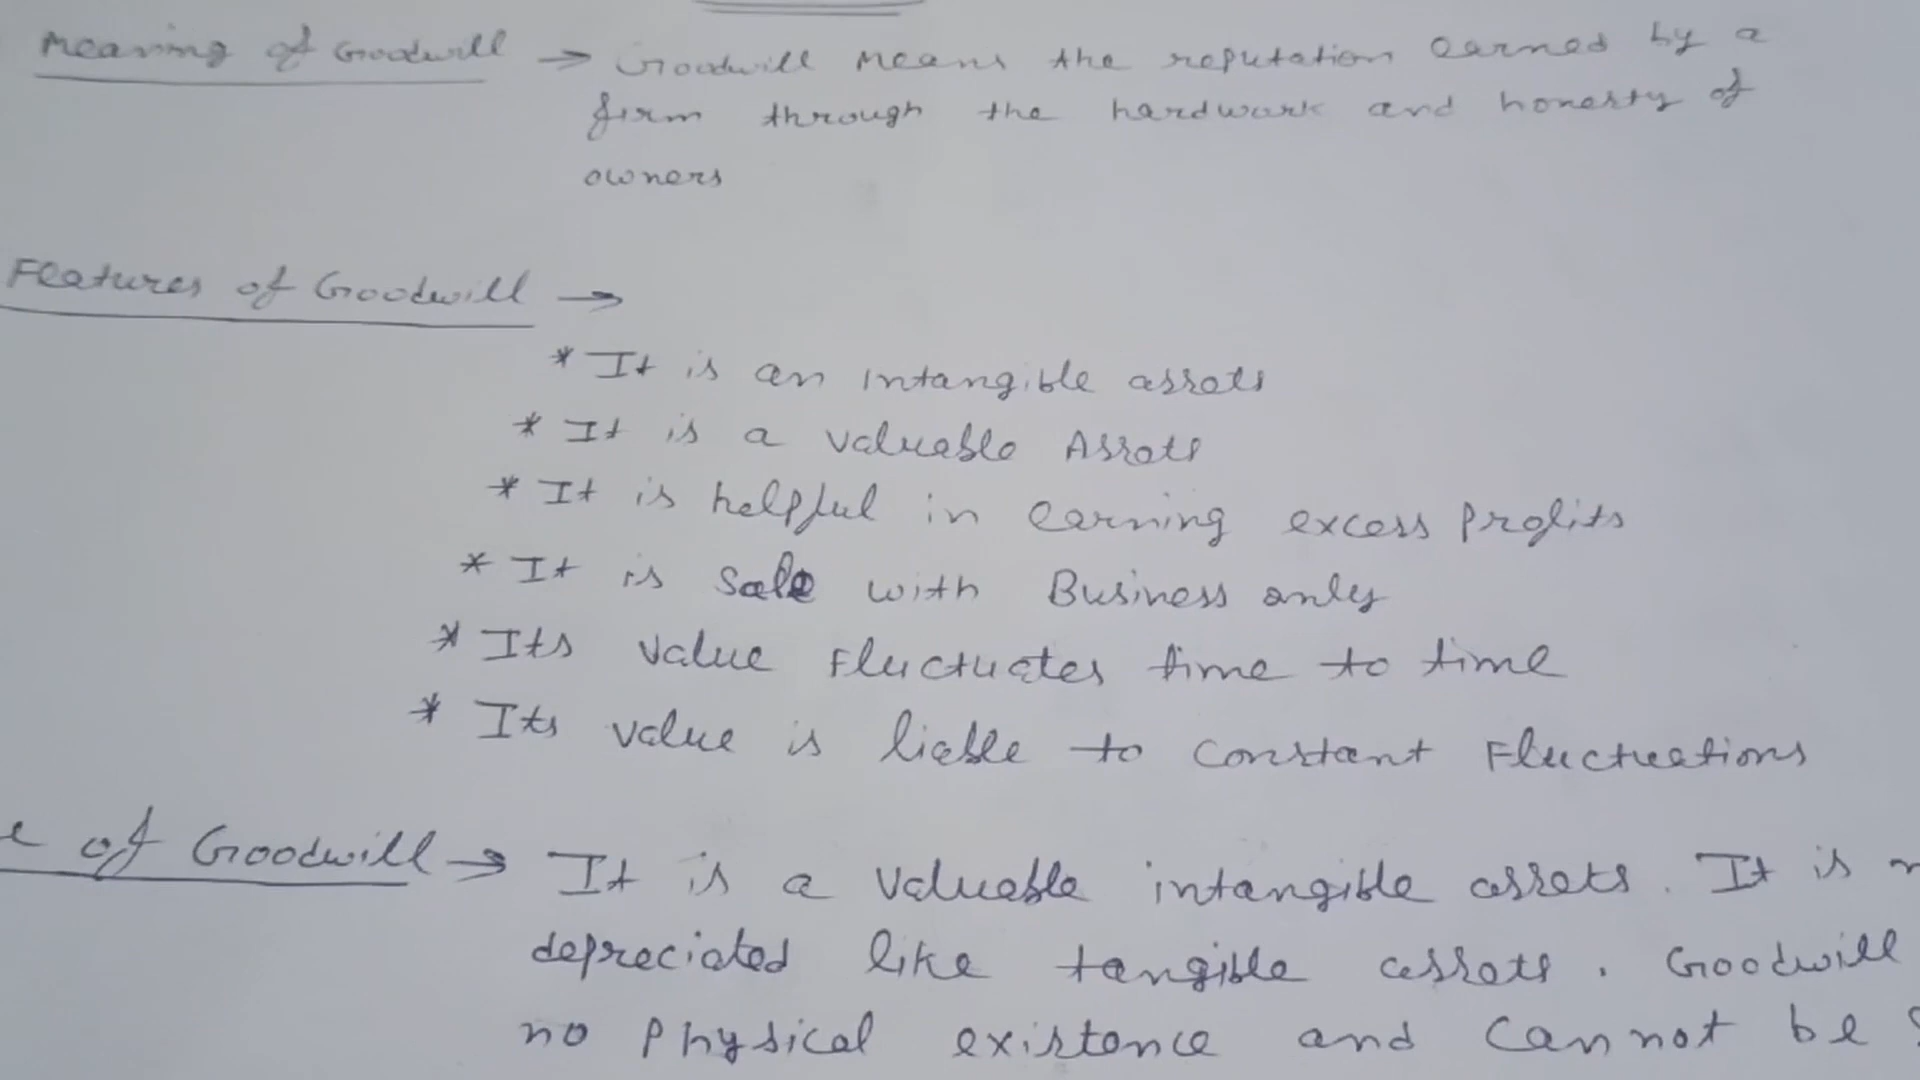 Meaning of Goodwill → Goodwill Means the reputation earned by a
firm through the hardwork and honesty of
owners
Features of Goodwill →
* It is an Intangible assets
* It is a valuable Assets
* It is helpful in earning excess Profits
* It is Sale with Business only
* Its value Fluctuates time to time
* Its value is liable to Constant Fluctuations
of Goodwill → It is a valuable intangible assets. It is
depreciated like tangible assets. Goodwill
no Physical existence and Cannot be